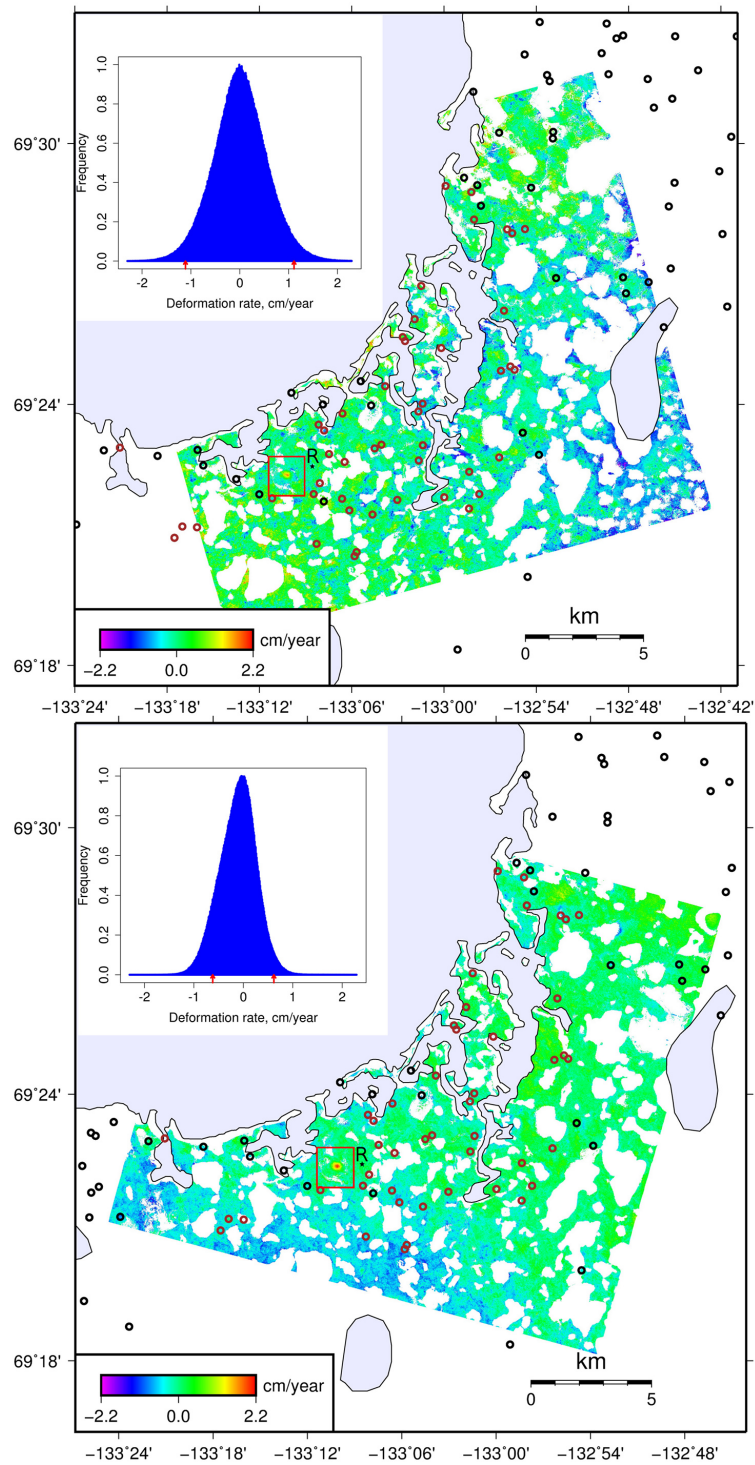 1.0
0.8
0.6
0.4
0.2
0.0
Frequency
−2 −1 0 1 2
Deformation rate, cm/year
69˚30'
69˚24'
69˚18'
R
cm/year
−2.2 0.0 2.2
km
0 5
−133˚24' −133˚18' −133˚12' −133˚06' −133˚00' −132˚54' −132˚48' −132˚42'
1.0
0.8
0.6
0.4
0.2
0.0
Frequency
-2 -1 0 1 2
Deformation rate, cm/year
69˚30'
69˚24'
69˚18'
R
cm/year
−2.2 0.0 2.2
km
0 5
−133˚24' −133˚18' −133˚12' −133˚06' −133˚00' −132˚54' −132˚48'